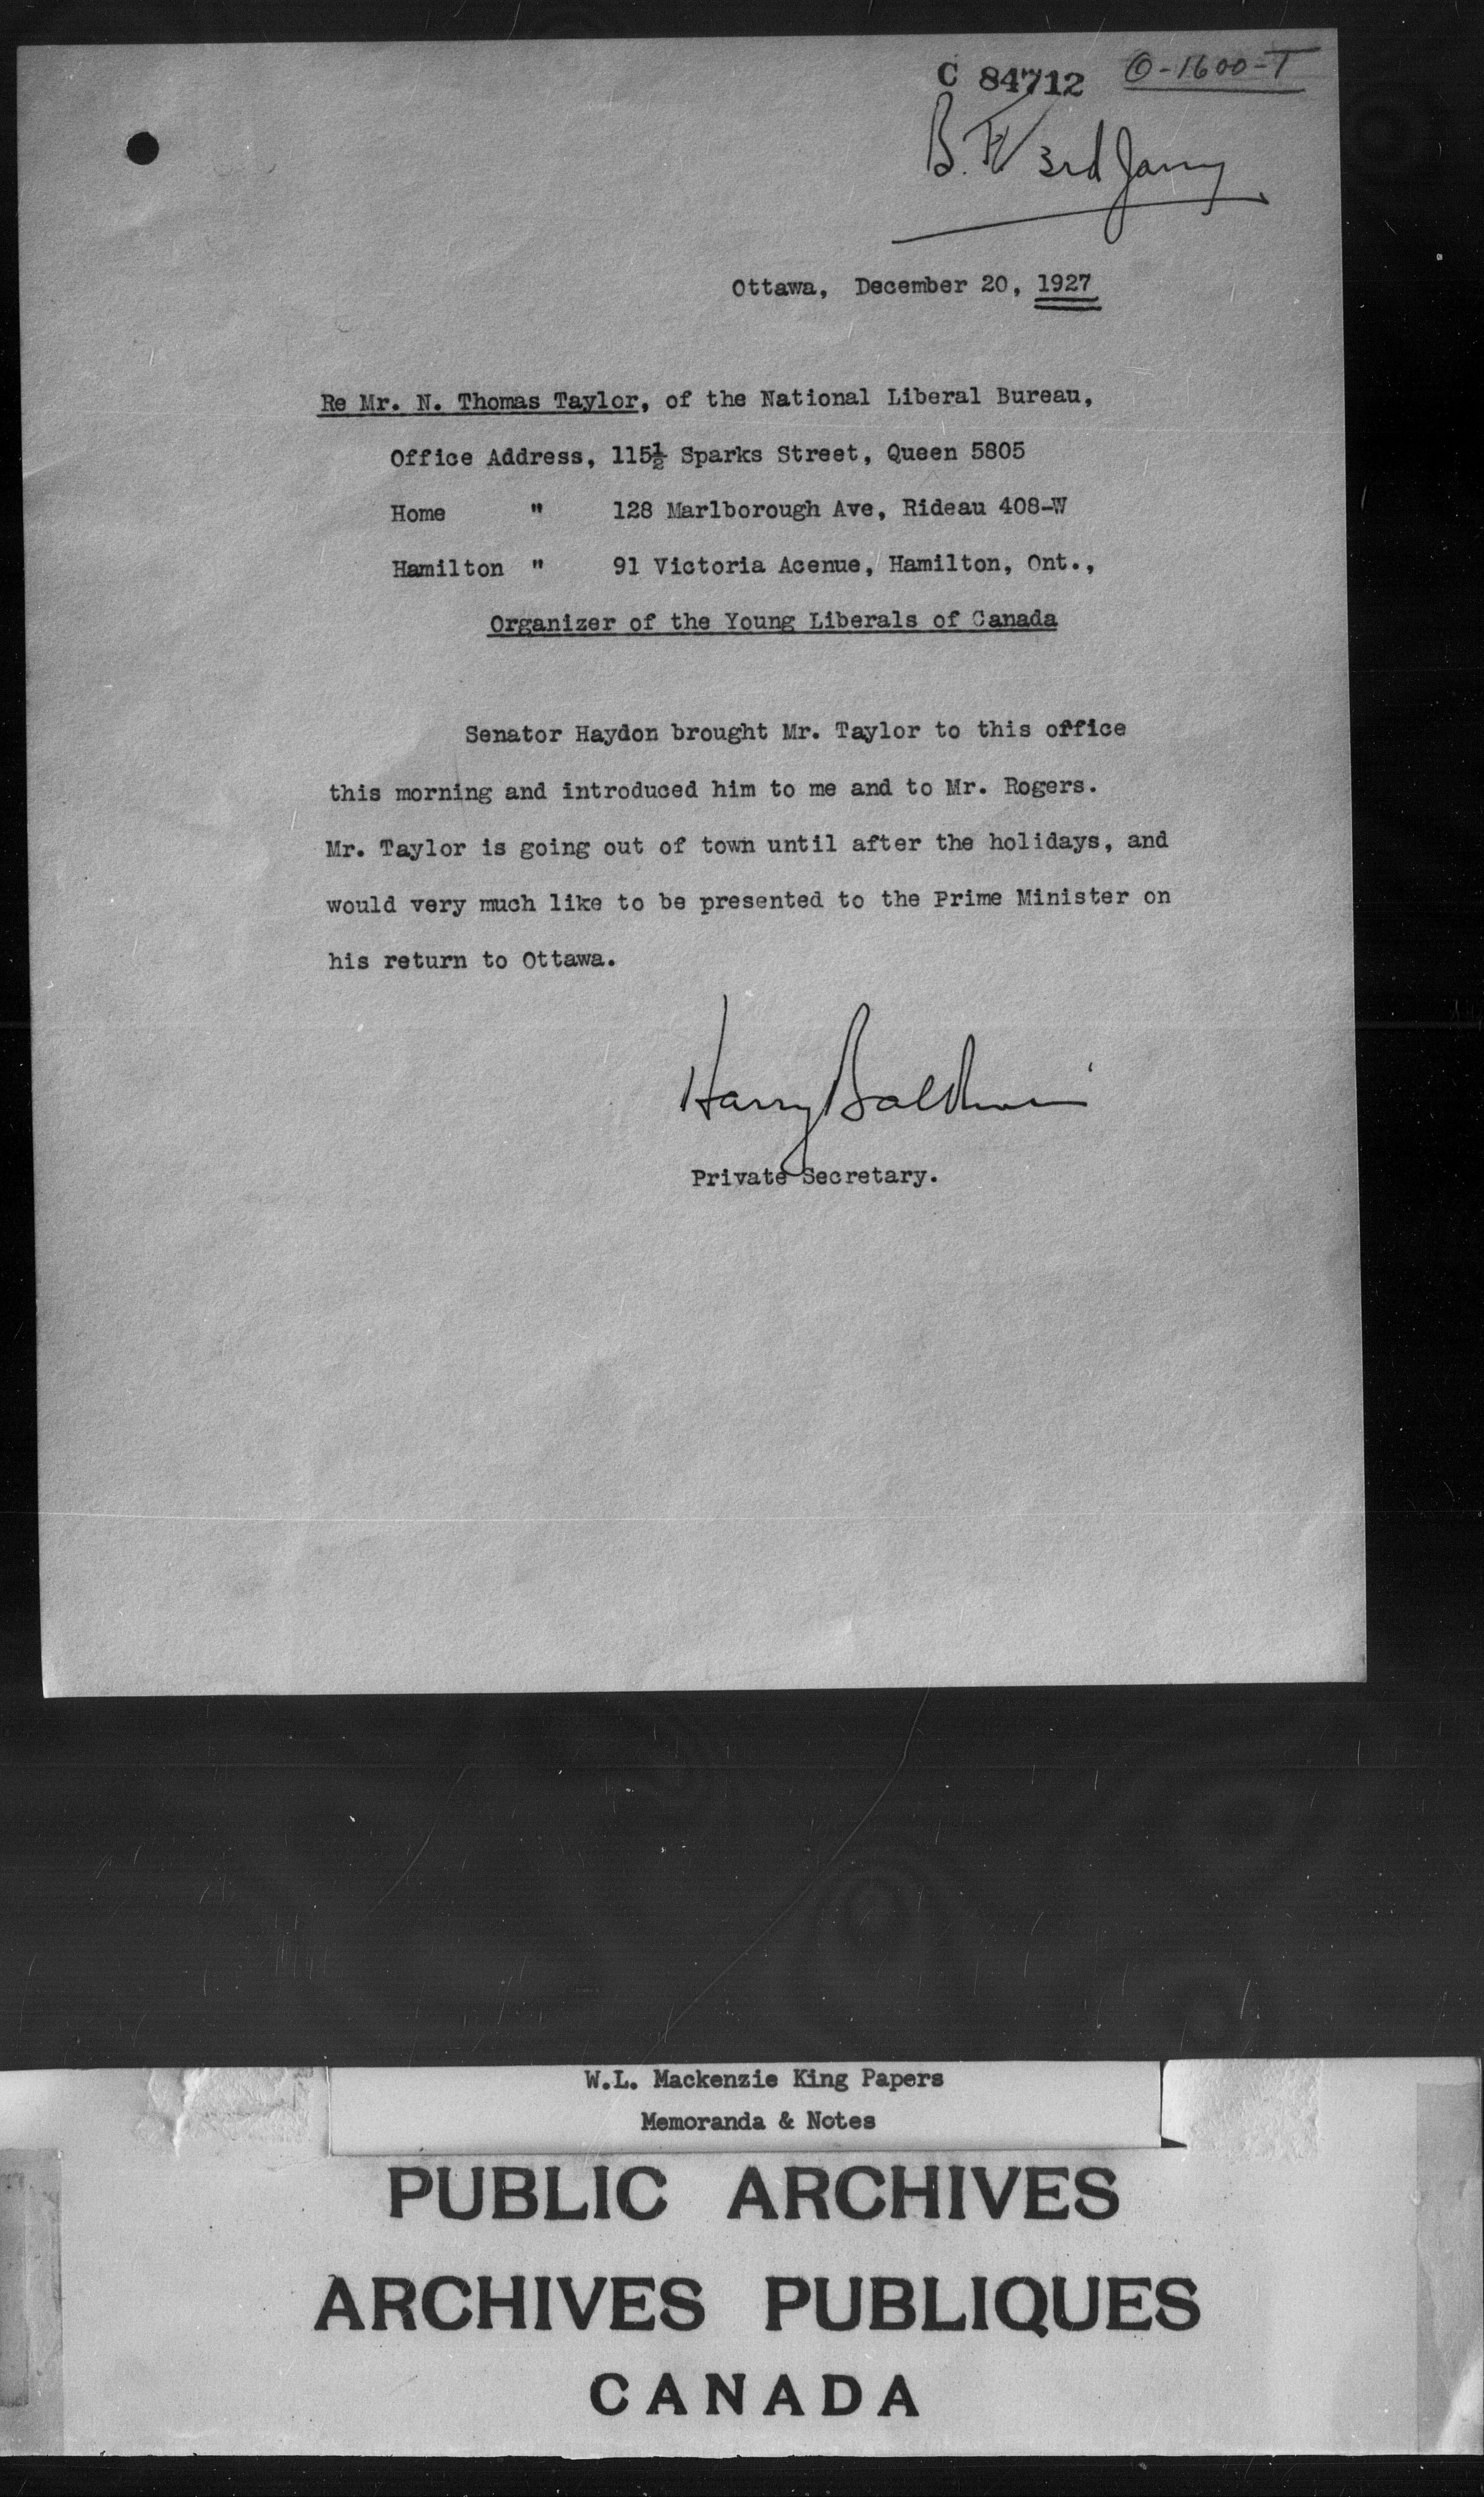 C 84712 O-1600-T
B.F. 3rd Jany
Ottawa, December 20, 1927
Re Mr. N. Thomas Taylor, of the National Liberal Bureau,
Office Address, 115½ Sparks Street, Queen 5805
Home " 128 Marlborough Ave, Rideau 408-W
Hamilton " 91 Victoria Acenue, Hamilton, Ont.,
Organizer of the Young Liberals of Canada
Senator Haydon brought Mr. Taylor to this office
this morning and introduced him to me and to Mr. Rogers.
Mr. Taylor is going out of town until after the holidays, and
would very much like to be presented to the Prime Minister on
his return to Ottawa.
Harry Baldwin
Private Secretary.
W.L. Mackenzie King Papers
Memoranda & Notes
PUBLIC ARCHIVES
ARCHIVES PUBLIQUES
CANADA